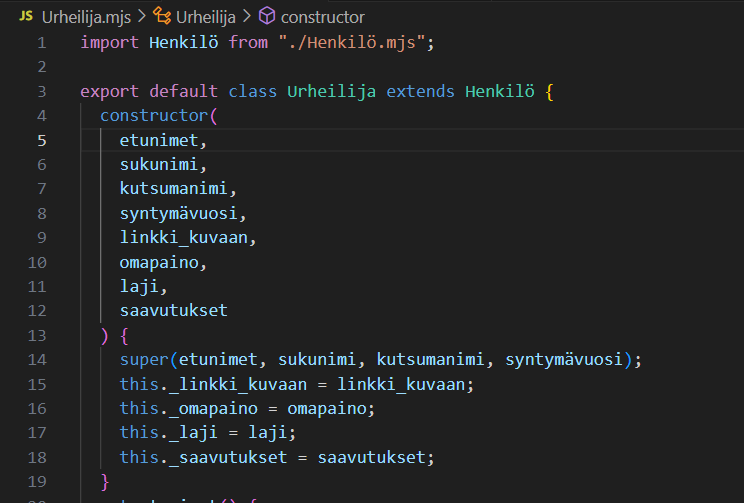 JS Urheilija.mjs > Urheilija > constructor
1 import Henkilö from "./Henkilö.mjs";
2
3 export default class Urheilija extends Henkilö {
4 constructor(
5 etunimet,
6 sukunimi,
7 kutsumanimi,
8 syntymävuosi,
9 linkki_kuvaan,
10 omapaino,
11 laji,
12 saavutukset
13 ) {
14 super(etunimet, sukunimi, kutsumanimi, syntymävuosi);
15 this._linkki_kuvaan = linkki_kuvaan;
16 this._omapaino = omapaino;
17 this._laji = laji;
18 this._saavutukset = saavutukset;
19 }